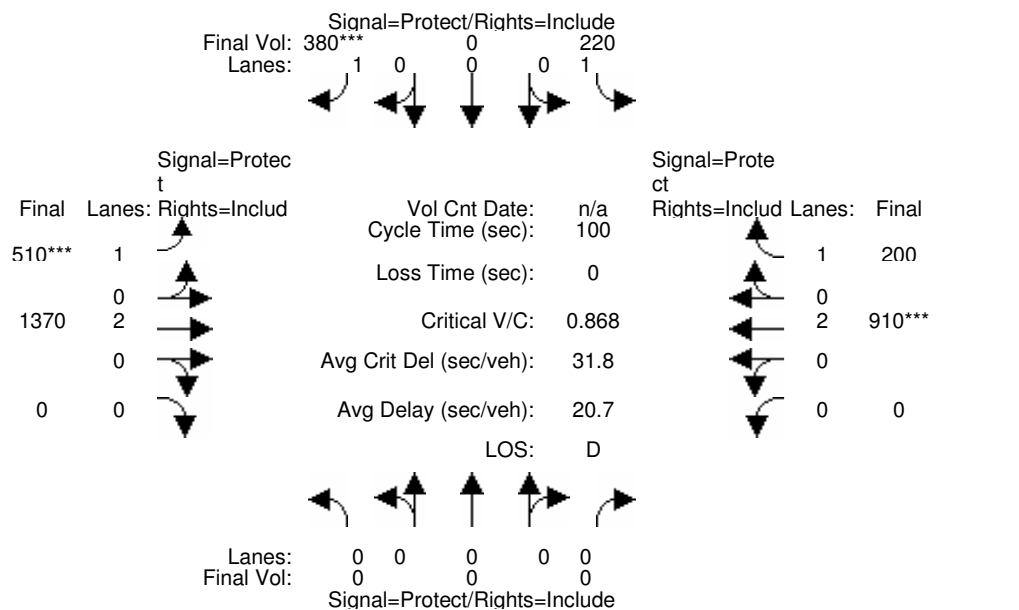 Signal=Protect/Rights=Include
Final Vol: 380*** 0 220
Lanes: 1 0 0 0 1
Signal=Protec
t
Signal=Prote
ct
Final Lanes: Rights=Includ Vol Cnt Date: n/a Rights=Includ Lanes: Final
Cycle Time (sec): 100
510*** 1 1 200
Loss Time (sec): 0
0 0
1370 2 Critical V/C: 0.868 2 910***
0 Avg Crit Del (sec/veh): 31.8 0
0 0 Avg Delay (sec/veh): 20.7 0 0
LOS: D
Lanes: 0 0 0 0 0
Final Vol: 0 0 0
Signal=Protect/Rights=Include